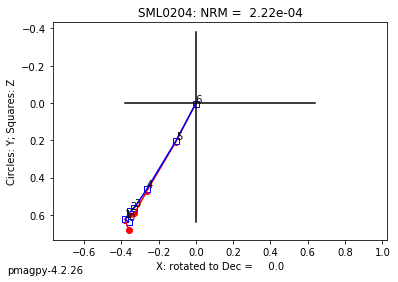 SML0204: NRM =  2.22e-04
Circles: Y; Squares: Z
−0.4
−0.2
0.0
0.2
0.4
0.6
6
5
4
3
2
−0.6 −0.4 −0.2 0.0 0.2 0.4 0.6 0.8 1.0
X: rotated to Dec =     0.0
pmagpy-4.2.26